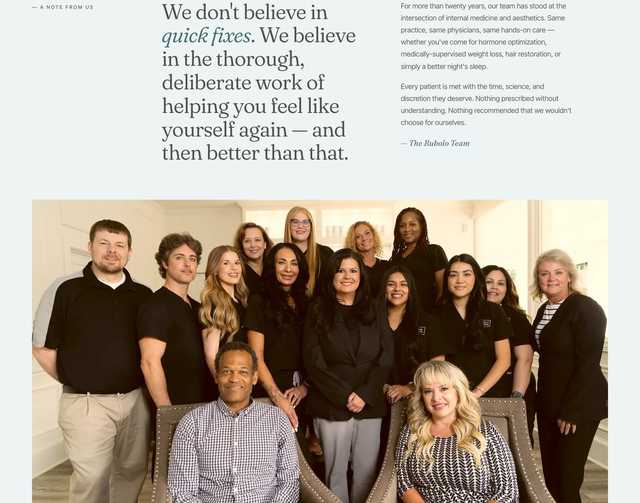 — A NOTE FROM US
We don't believe in
quick fixes. We believe
in the thorough,
deliberate work of
helping you feel like
yourself again — and
then better than that.
For more than twenty years, our team has stood at the
intersection of internal medicine and aesthetics. Same
practice, same physicians, same hands-on care —
whether you've come for hormone optimization,
medically-supervised weight loss, hair restoration, or
simply a better night's sleep.
Every patient is met with the time, science, and
discretion they deserve. Nothing prescribed without
understanding. Nothing recommended that we wouldn't
choose for ourselves.
— The Rubolo Team